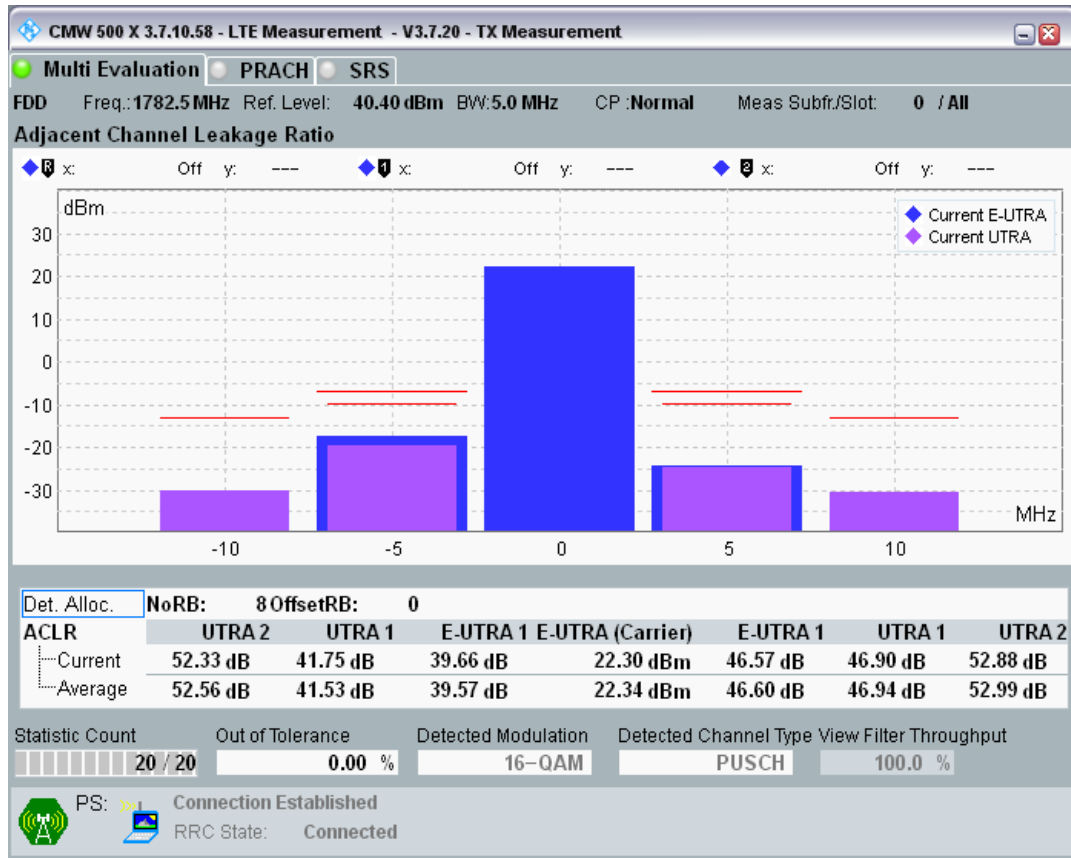 CMW 500 X 3.7.10.58 - LTE Measurement - V3.7.20 - TX Measurement
Multi Evaluation PRACH SRS
FDD Freq.:1782.5 MHz Ref. Level: 40.40 dBm BW:5.0 MHz CP :Normal Meas Subfr./Slot: 0 / All
Adjacent Channel Leakage Ratio
R x: Off y: --- 1 x: Off y: --- 2 x: Off y: ---
dBm
Current E-UTRA
Current UTRA
30
20
10
0
-10
-20
-30
MHz
-10 -5 0 5 10
Det. Alloc. NoRB: 8 OffsetRB: 0
ACLR UTRA 2 UTRA 1 E-UTRA 1 E-UTRA (Carrier) E-UTRA 1 UTRA 1 UTRA 2
Current 52.33 dB 41.75 dB 39.66 dB 22.30 dBm 46.57 dB 46.90 dB 52.88 dB
Average 52.56 dB 41.53 dB 39.57 dB 22.34 dBm 46.60 dB 46.94 dB 52.99 dB
Statistic Count Out of Tolerance Detected Modulation Detected Channel Type View Filter Throughput
20 / 20 0.00 % 16-QAM PUSCH 100.0 %
PS: Connection Established
RRC State: Connected